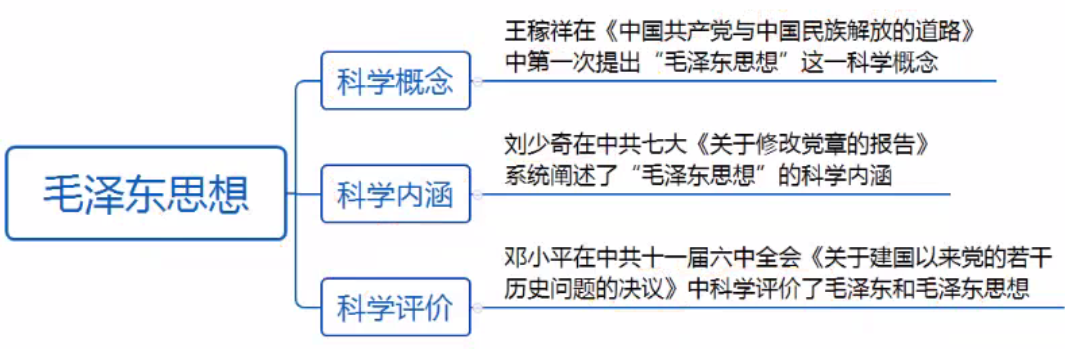 毛泽东思想
科学概念
王稼祥在《中国共产党与中国民族解放的道路》
中第一次提出“毛泽东思想”这一科学概念
科学内涵
刘少奇在中共七大《关于修改党章的报告》
系统阐述了“毛泽东思想”的科学内涵
科学评价
邓小平在中共十一届六中全会《关于建国以来党的若干
历史问题的决议》中科学评价了毛泽东和毛泽东思想